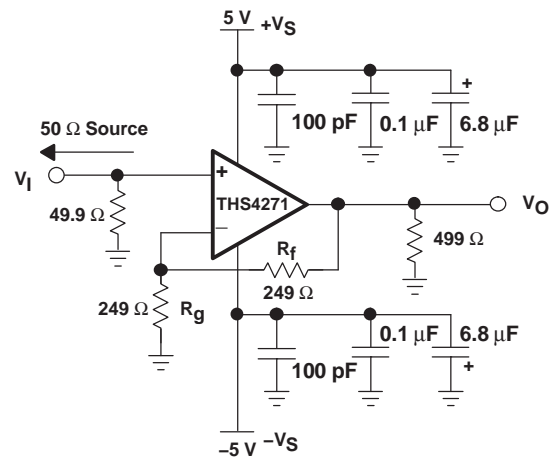 5 V
+VS
+
100 pF
0.1 µF
6.8 µF
50 Ω Source
VI
+
THS4271
−
VO
49.9 Ω
499 Ω
Rf
249 Ω
249 Ω
Rg
0.1 µF
6.8 µF
100 pF
+
−5 V
−VS